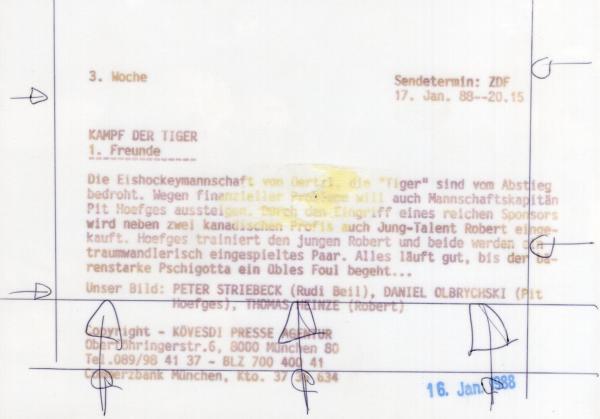 3. Woche
Sendetermin: ZDF
17. Jan. 88--20.15
KAMPF DER TIGER
1. Freunde
Die Eishockeymannschaft von Oertzl, die "Tiger" sind vom Abstieg
bedroht. Wegen finanzieller Probleme will auch Mannschaftskapitän
Pit Hoefges aussteigen. Durch den Eingriff eines reichen Sponsors
wird neben zwei kanadischen Profis auch Jung-Talent Robert einge-
kauft. Hoefges trainiert den jungen Robert und beide werden ein
traumwandlerisch eingespieltes Paar. Alles läuft gut, bis der bä-
renstarke Pschigotta ein übles Foul begeht...
Unser Bild: PETER STRIEBECK (Rudi Beil), DANIEL OLBRYCHSKI (Pit
Hoefges), THOMAS HEINZE (Robert)
Copyright - KÖVESDI PRESSE AGENTUR
Oberföhringerstr.6, 8000 München 80
Tel.089/98 41 37 - BLZ 700 400 41
Commerzbank München, Kto. 37 634
16. Jan. 1988